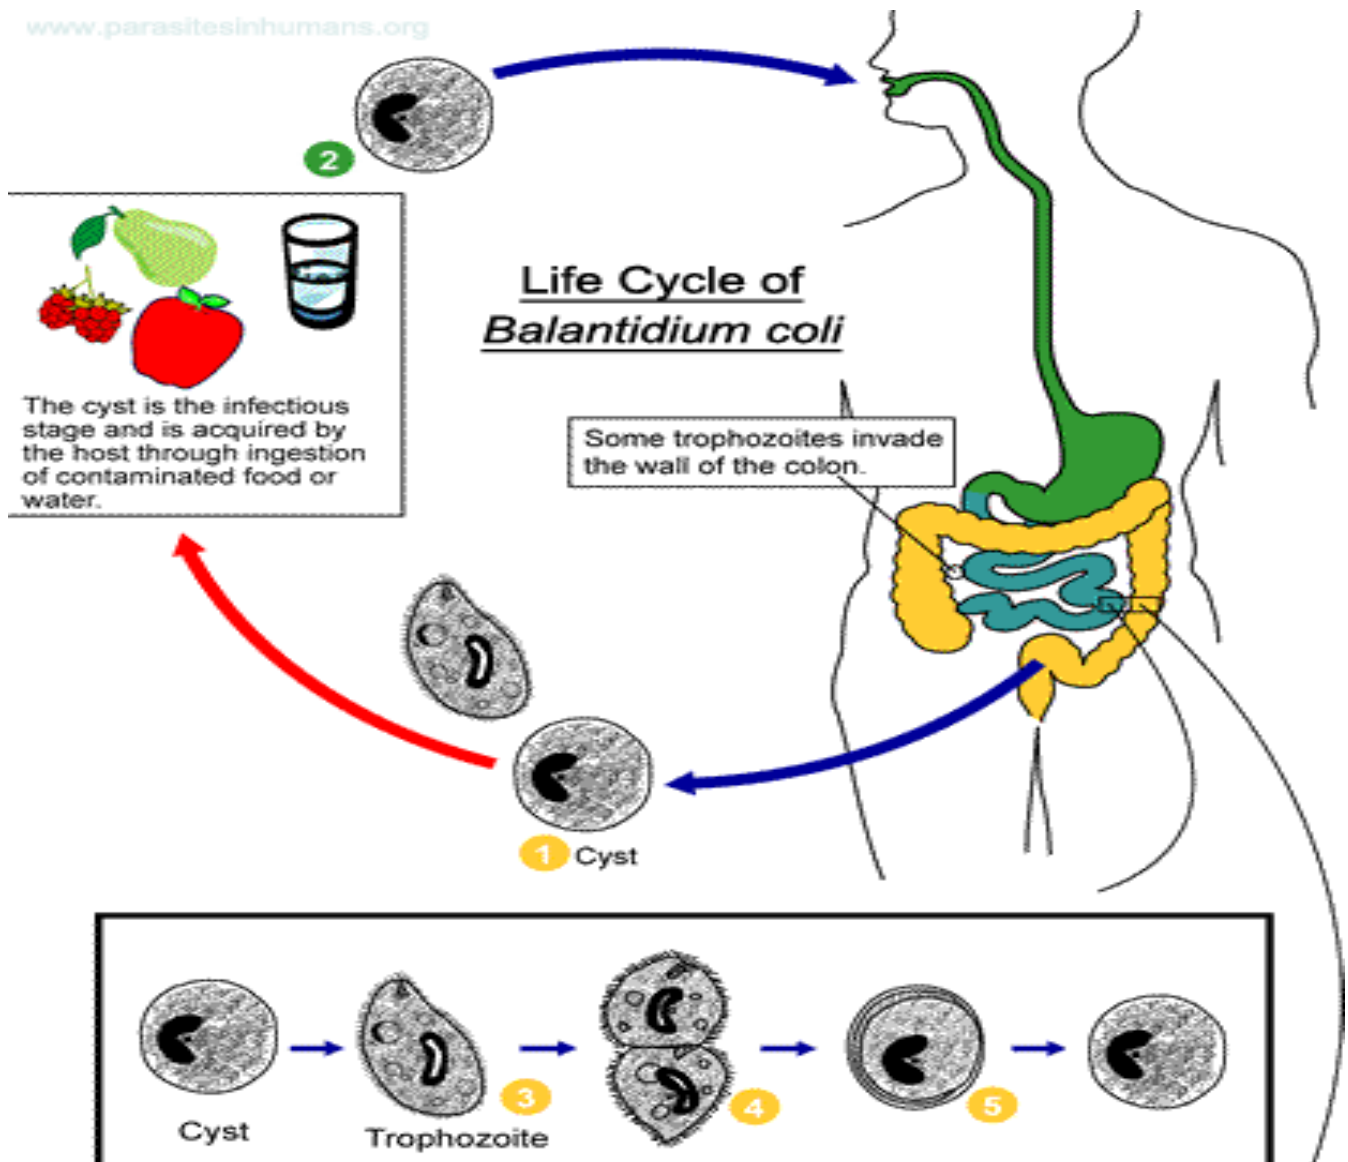 www.parasitesinhumans.org
2
Life Cycle of
Balantidium coli
The cyst is the infectious
stage and is acquired by
the host through ingestion
of contaminated food or
water.
Some trophozoites invade
the wall of the colon.
1 Cyst
3
4
5
Cyst
Trophozoite